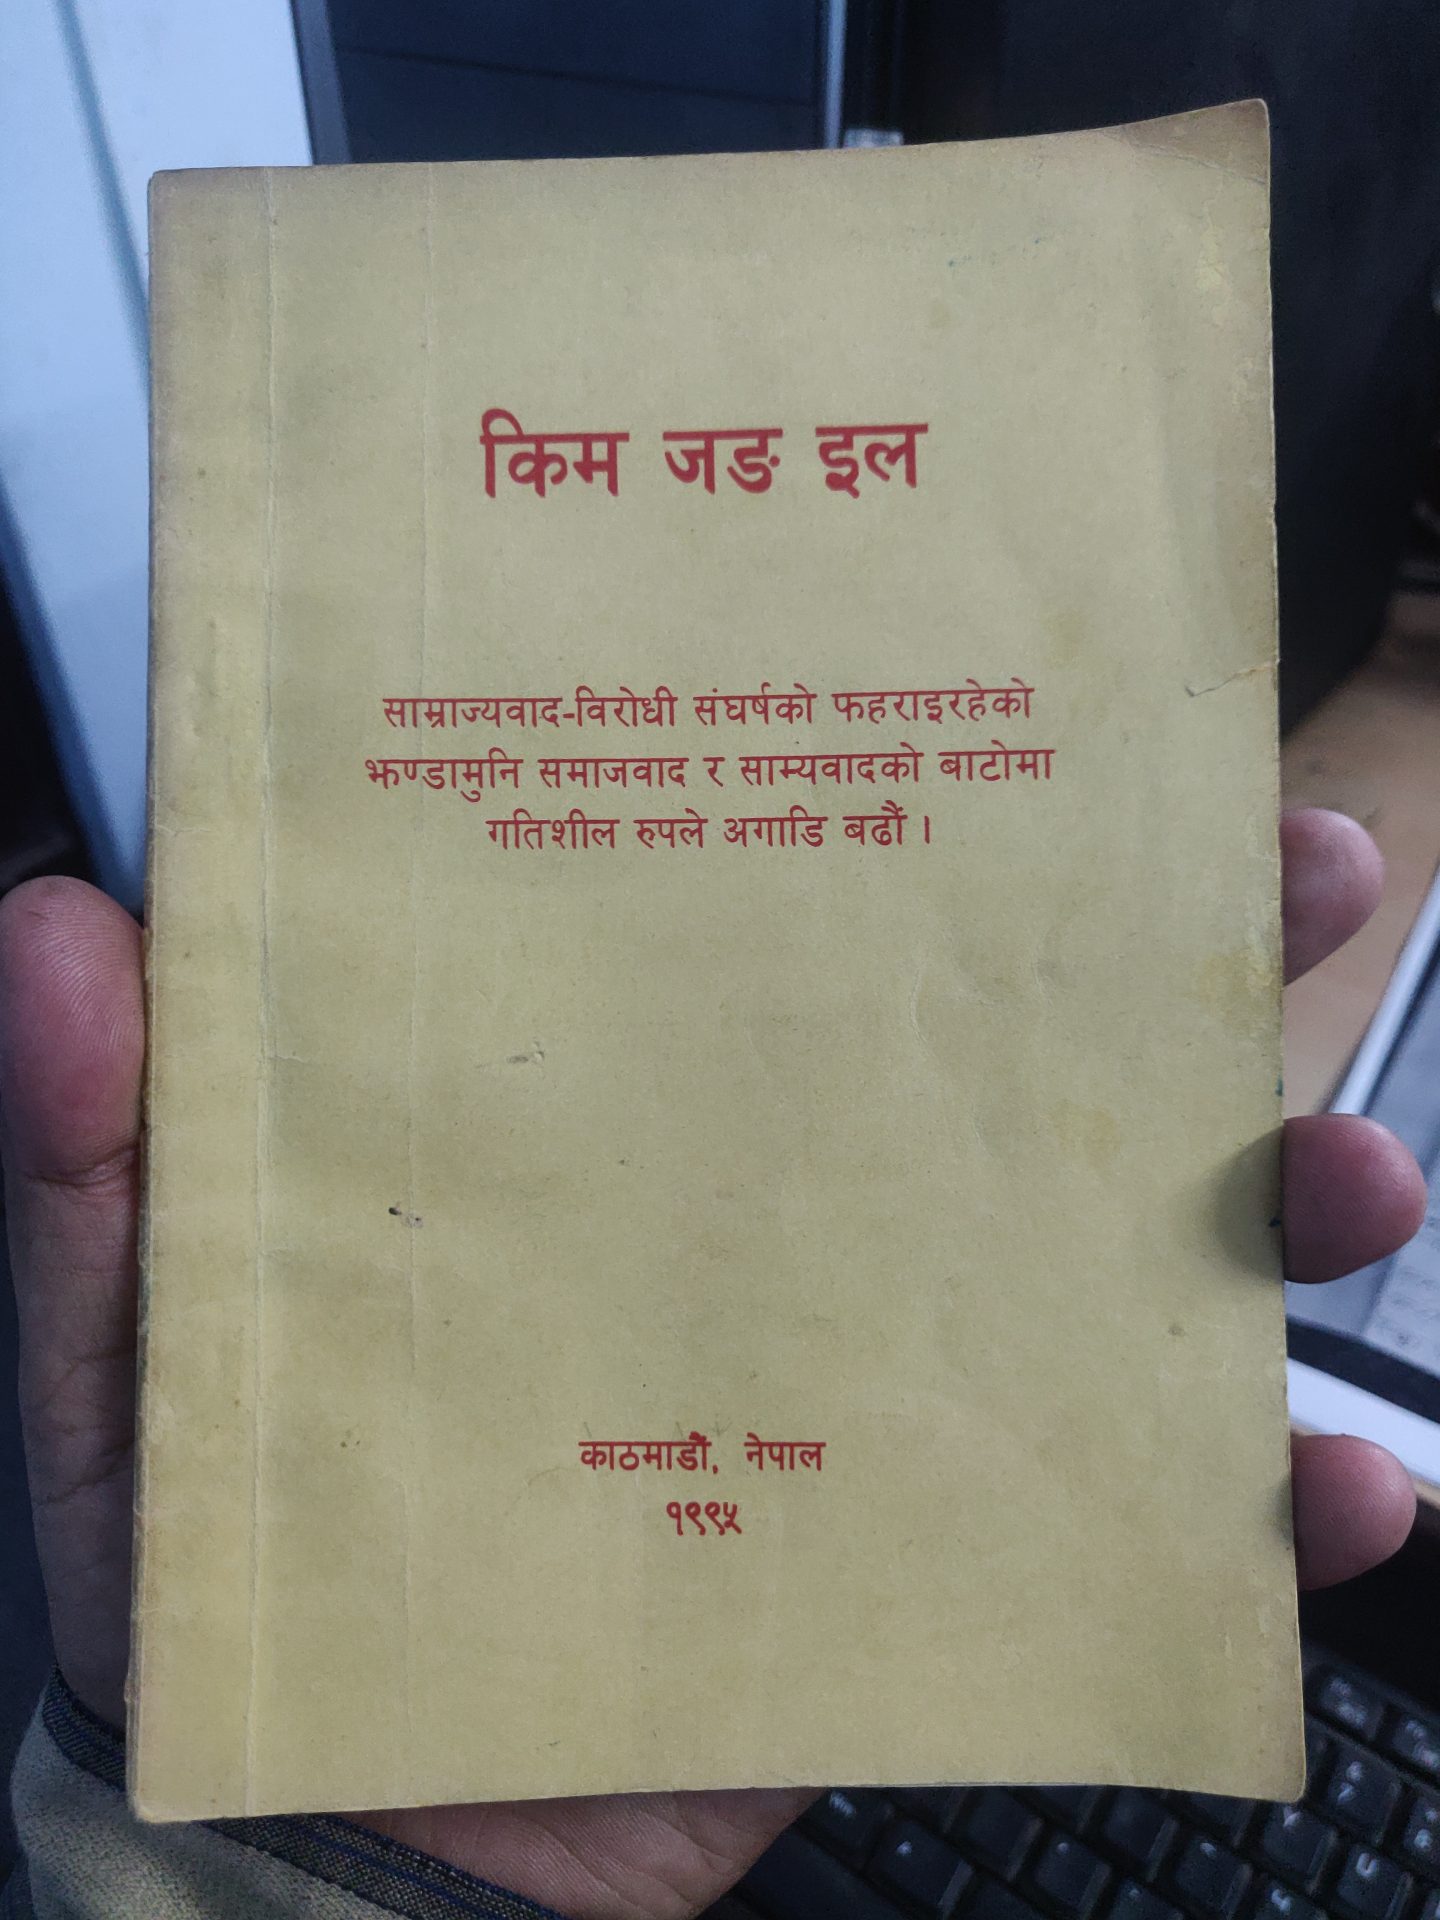 किम जङ इल
साम्राज्यवाद-विरोधी संघर्षको फहराइरहेको
झण्डामुनि समाजवाद र साम्यवादको बाटोमा
गतिशील रुपले अगाडि बढौं ।
काठमाडौं, नेपाल
१९९५